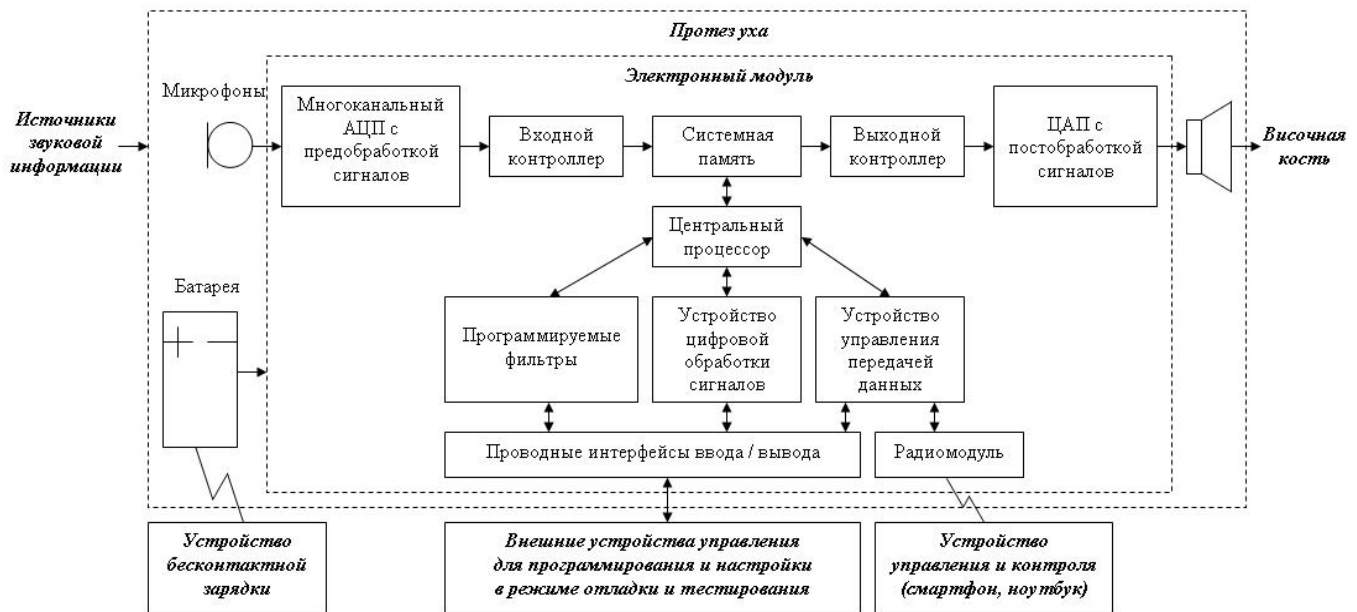 Протез уха
Электронный модуль
Микрофоны
Источники
звуковой
информации
Многоканальный
АЦП с
предобработкой
сигналов
Входной
контроллер
Системная
память
Выходной
контроллер
ЦАП с
постобработкой
сигналов
Височная
кость
Центральный
процессор
Батарея
Программируемые
фильтры
Устройство
цифровой
обработки
сигналов
Устройство
управления
передачей
данных
Проводные интерфейсы ввода / вывода
Радиомодуль
Устройство
бесконтактной
зарядки
Внешние устройства управления
для программирования и настройки
в режиме отладки и тестирования
Устройство
управления и контроля
(смартфон, ноутбук)